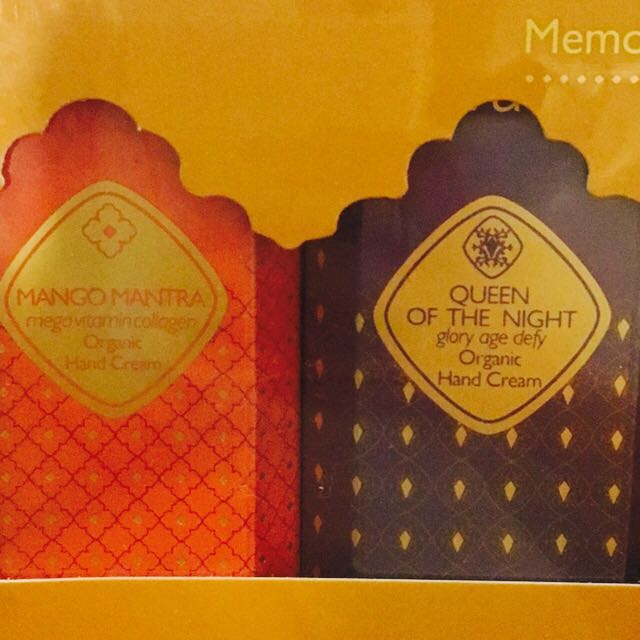 Memo
&
MANGO MANTRA
mega vitamin collagen
Organic
Hand Cream
QUEEN
OF THE NIGHT
glory age defy
Organic
Hand Cream